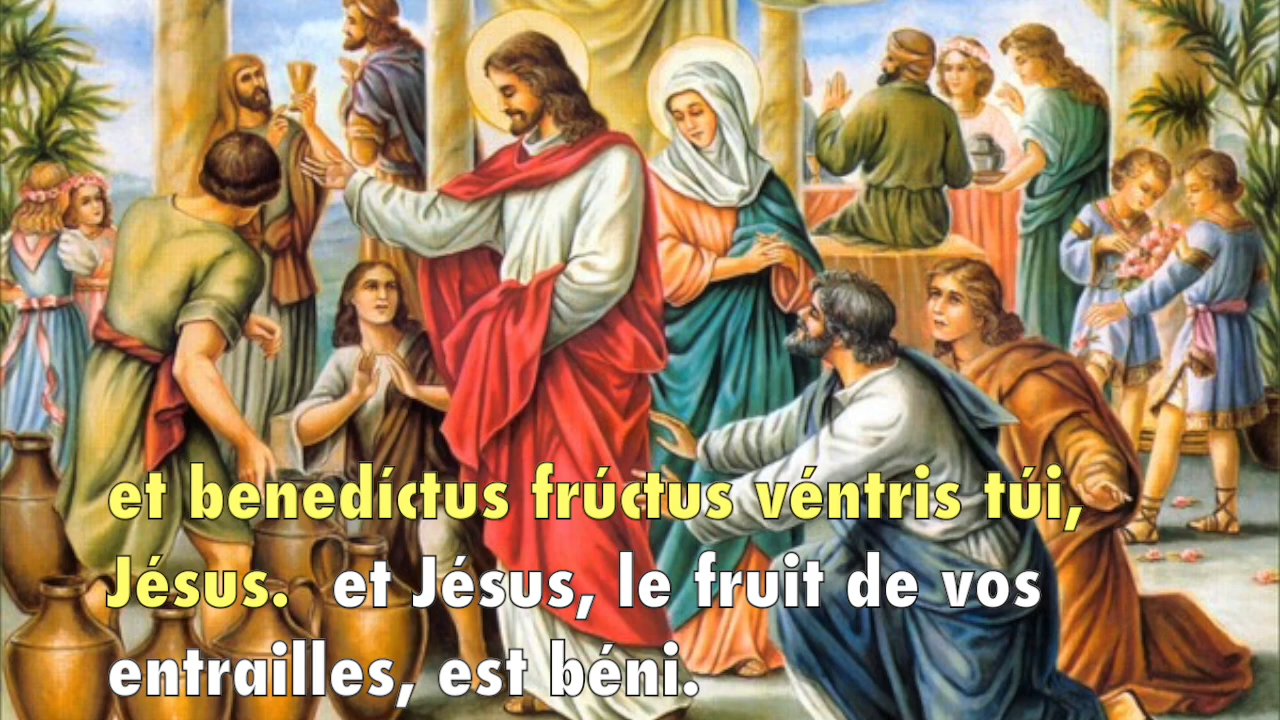 et benedíctus frúctus véntris túi,
Jésus. et Jésus, le fruit de vos
entrailles, est béni.